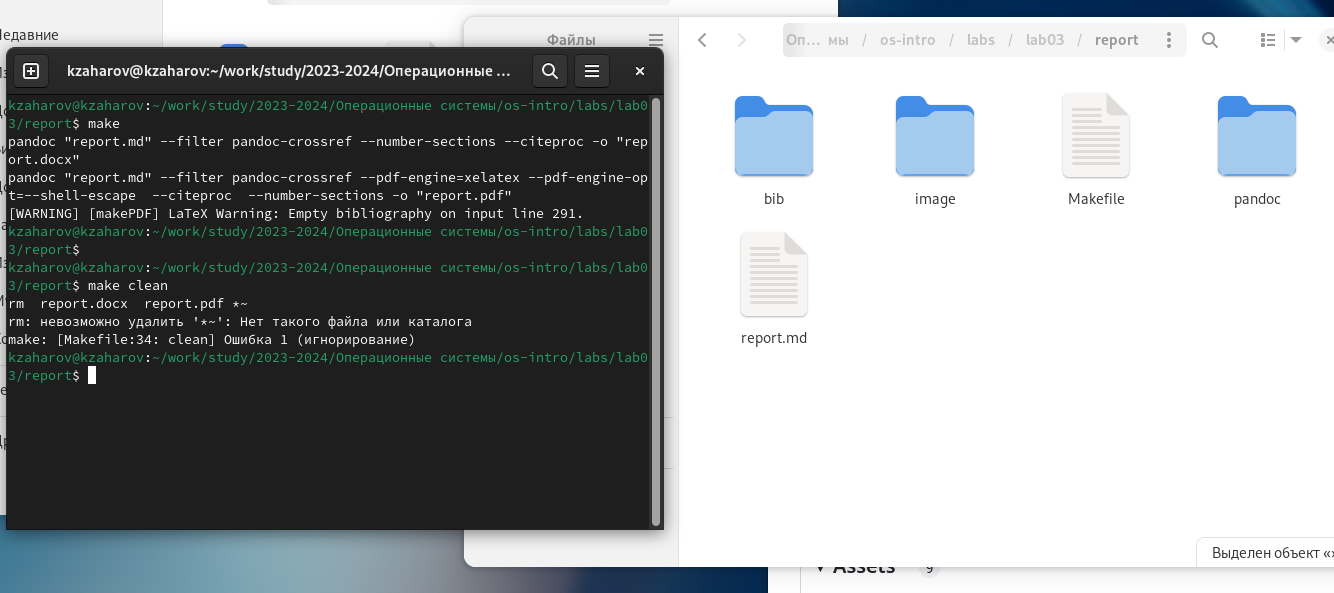 Недавние
Файлы
Оп… мы / os-intro / labs / lab03 / report
kzaharov@kzaharov:~/work/study/2023-2024/Операционные ...
kzaharov@kzaharov:~/work/study/2023-2024/Операционные системы/os-intro/labs/lab0
3/report$ make
pandoc "report.md" --filter pandoc-crossref --number-sections --citeproc -o "rep
ort.docx"
pandoc "report.md" --filter pandoc-crossref --pdf-engine=xelatex --pdf-engine-op
t=--shell-escape  --citeproc  --number-sections -o "report.pdf"
[WARNING] [makePDF] LaTeX Warning: Empty bibliography on input line 291.
kzaharov@kzaharov:~/work/study/2023-2024/Операционные системы/os-intro/labs/lab0
3/report$
kzaharov@kzaharov:~/work/study/2023-2024/Операционные системы/os-intro/labs/lab0
3/report$ make clean
rm  report.docx  report.pdf *~
rm: невозможно удалить '*~': Нет такого файла или каталога
make: [Makefile:34: clean] Ошибка 1 (игнорирование)
kzaharov@kzaharov:~/work/study/2023-2024/Операционные системы/os-intro/labs/lab0
3/report$
bib
image
Makefile
pandoc
report.md
Выделен объект «
Assets 9